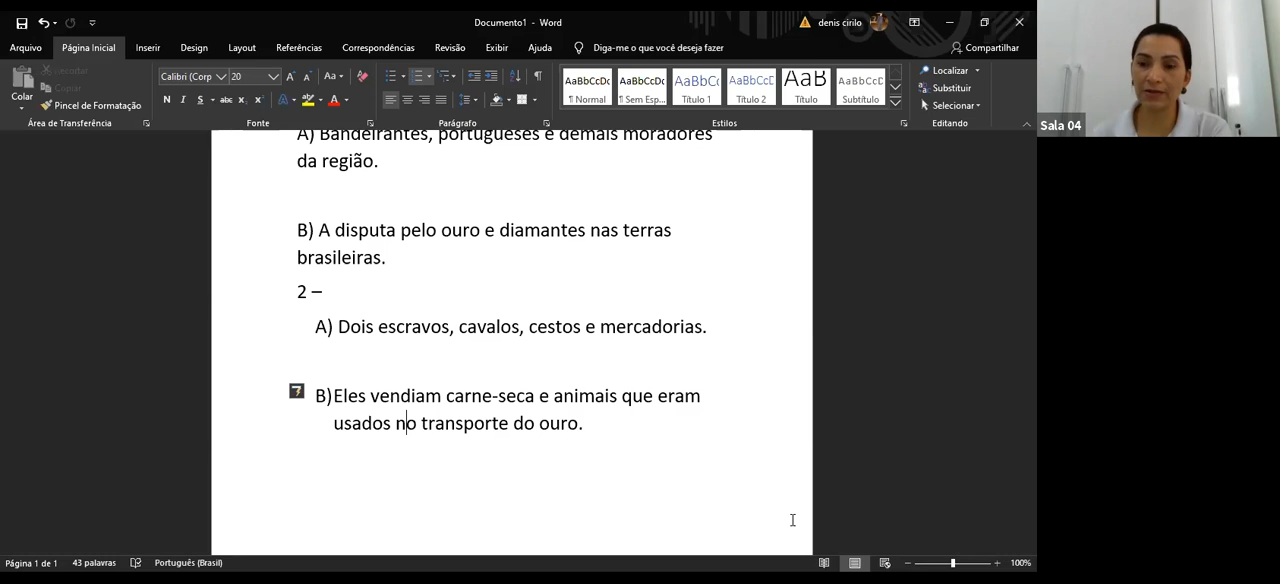 Documento1 - Word
denis cirilo
Arquivo Página Inicial Inserir Design Layout Referências Correspondências Revisão Exibir Ajuda Diga-me o que você deseja fazer Compartilhar
Recortar
Copiar
Pincel de Formatação
Colar
Calibri (Corp 20
Aa
N I S abc x x A A
AaBbCcDc AaBbCcDc AaBbCc AaBbCcC AaB AaBbCcD
¶ Normal ¶ Sem Esp... Título 1 Título 2 Título Subtítulo
Localizar
Substituir
Selecionar
Área de Transferência Fonte Parágrafo Estilos Editando
Sala 04
A) Bandeirantes, portugueses e demais moradores
da região.
B) A disputa pelo ouro e diamantes nas terras
brasileiras.
2 –
A) Dois escravos, cavalos, cestos e mercadorias.
B)Eles vendiam carne-seca e animais que eram
usados no transporte do ouro.
Página 1 de 1 43 palavras Português (Brasil) 100%